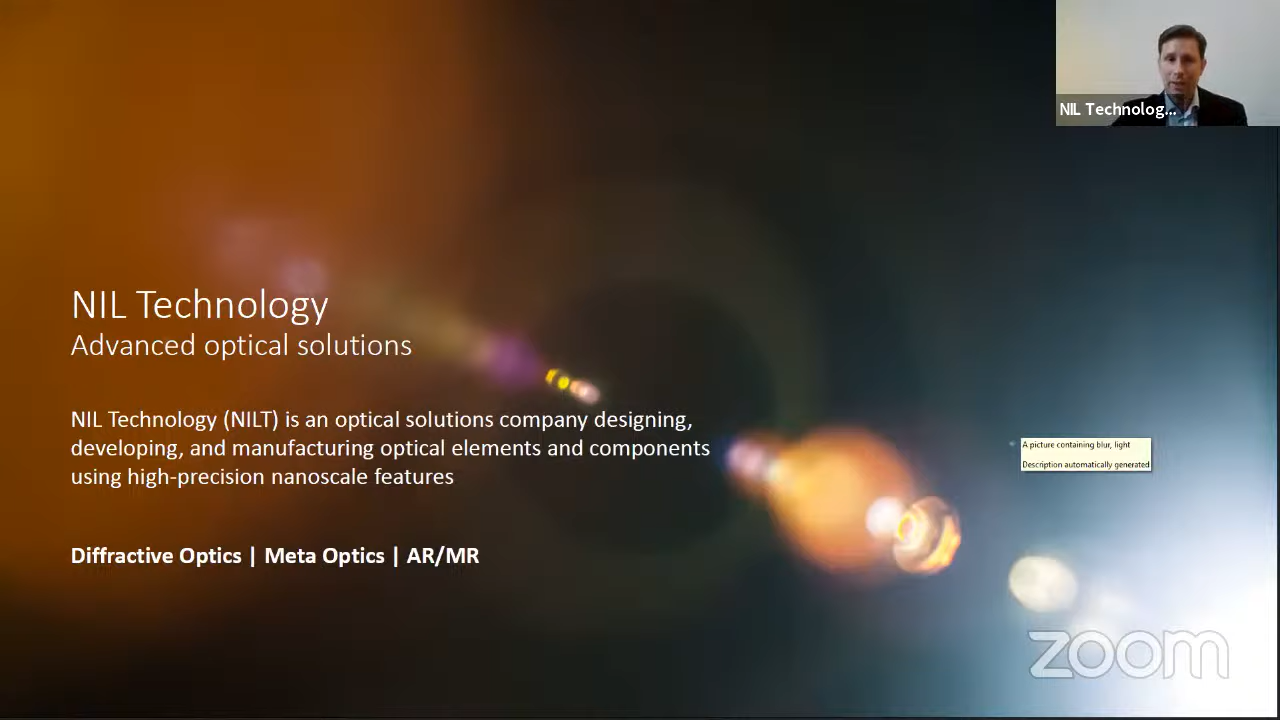 NIL Technolog...
NIL Technology
Advanced optical solutions
NIL Technology (NILT) is an optical solutions company designing,
developing, and manufacturing optical elements and components
using high-precision nanoscale features
A picture containing blur, light
Description automatically generated
Diffractive Optics | Meta Optics | AR/MR
zoom